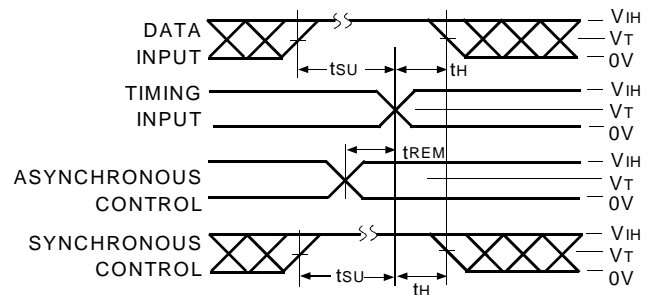 DATA
INPUT
tSU
tH
VIH
VT
0V
TIMING
INPUT
VIH
VT
0V
tREM
ASYNCHRONOUS
CONTROL
VIH
VT
0V
SYNCHRONOUS
CONTROL
tSU
tH
VIH
VT
0V